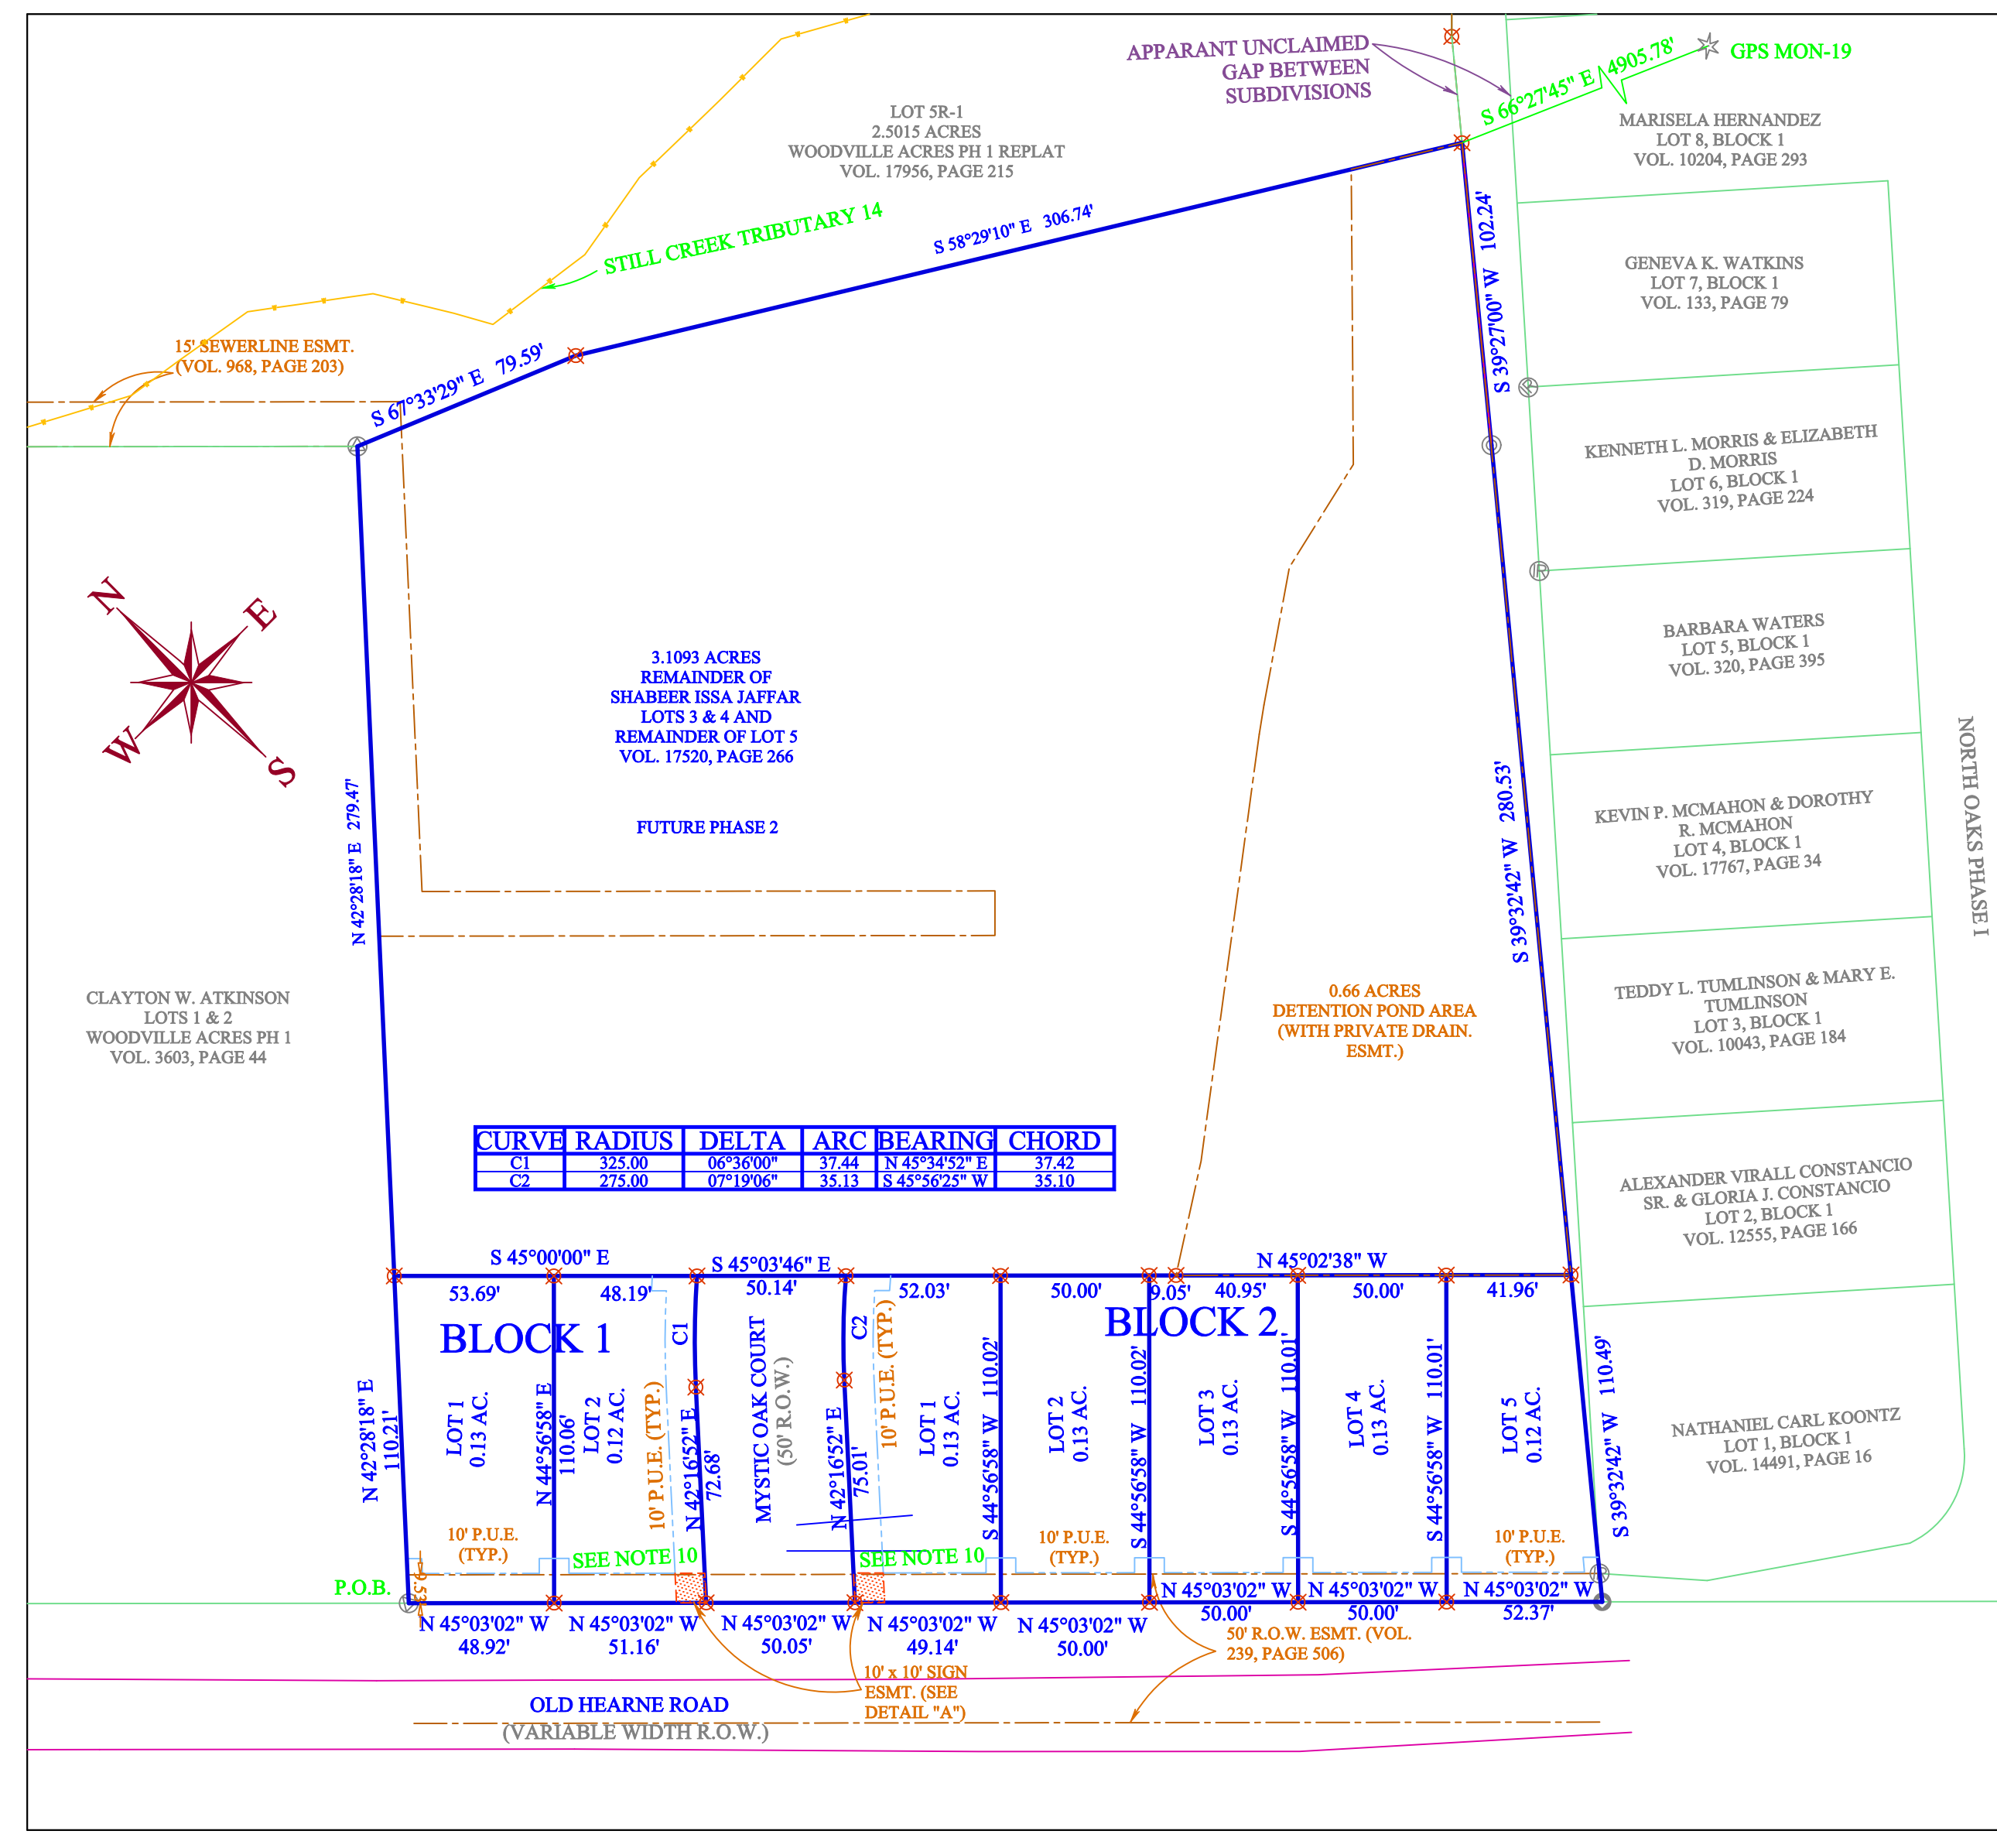 APPARANT UNCLAIMED
GAP BETWEEN
SUBDIVISIONS
S 66°27'45" E 4905.78'
GPS MON-19
LOT 5R-1
2.5015 ACRES
WOODVILLE ACRES PH 1 REPLAT
VOL. 17956, PAGE 215
MARISELA HERNANDEZ
LOT 8, BLOCK 1
VOL. 10204, PAGE 293
STILL CREEK TRIBUTARY 14
S 58°29'10" E 306.74'
S 39°27'00" W 102.24'
GENEVA K. WATKINS
LOT 7, BLOCK 1
VOL. 133, PAGE 79
15' SEWERLINE ESMT.
(VOL. 968, PAGE 203)
S 67°33'29" E 79.59'
IR
KENNETH L. MORRIS & ELIZABETH
D. MORRIS
LOT 6, BLOCK 1
VOL. 319, PAGE 224
IR
N
E
W
S
3.1093 ACRES
REMAINDER OF
SHABEER ISSA JAFFAR
LOTS 3 & 4 AND
REMAINDER OF LOT 5
VOL. 17520, PAGE 266
FUTURE PHASE 2
BARBARA WATERS
LOT 5, BLOCK 1
VOL. 320, PAGE 395
NORTH OAKS PHASE I
N 42°28'18" E 279.47'
S 39°32'42" W 280.53'
KEVIN P. MCMAHON & DOROTHY
R. MCMAHON
LOT 4, BLOCK 1
VOL. 17767, PAGE 34
CLAYTON W. ATKINSON
LOTS 1 & 2
WOODVILLE ACRES PH 1
VOL. 3603, PAGE 44
0.66 ACRES
DETENTION POND AREA
(WITH PRIVATE DRAIN.
ESMT.)
TEDDY L. TUMLINSON & MARY E.
TUMLINSON
LOT 3, BLOCK 1
VOL. 10043, PAGE 184
CURVE RADIUS DELTA ARC BEARING CHORD
C1 325.00 06°36'00" 37.44 N 45°34'52" E 37.42
C2 275.00 07°19'06" 35.13 S 45°56'25" W 35.10
ALEXANDER VIRALL CONSTANCIO
SR. & GLORIA J. CONSTANCIO
LOT 2, BLOCK 1
VOL. 12555, PAGE 166
S 45°00'00" E
S 45°03'46" E
N 45°02'38" W
53.69'
48.19'
50.14'
52.03'
50.00'
9.05'
40.95'
50.00'
41.96'
BLOCK 1
BLOCK 2
N 42°28'18" E
110.21'
LOT 1
0.13 AC.
N 44°56'58" E
110.06'
LOT 2
0.12 AC.
10' P.U.E. (TYP.)
C1
N 42°16'52" E
72.68'
MYSTIC OAK COURT
(50' R.O.W.)
C2
N 42°16'52" E
75.01'
10' P.U.E. (TYP.)
LOT 1
0.13 AC.
S 44°56'58" W 110.02'
LOT 2
0.13 AC.
S 44°56'58" W 110.02'
LOT 3
0.13 AC.
S 44°56'58" W 110.01'
LOT 4
0.13 AC.
S 44°56'58" W 110.01'
LOT 5
0.12 AC.
S 39°32'42" W 110.49'
NATHANIEL CARL KOONTZ
LOT 1, BLOCK 1
VOL. 14491, PAGE 16
10' P.U.E.
(TYP.)
SEE NOTE 10
SEE NOTE 10
10' P.U.E.
(TYP.)
10' P.U.E.
(TYP.)
P.O.B.
9.53'
N 45°03'02" W
48.92'
N 45°03'02" W
51.16'
N 45°03'02" W
50.05'
N 45°03'02" W
49.14'
N 45°03'02" W
50.00'
N 45°03'02" W
50.00'
N 45°03'02" W
50.00'
N 45°03'02" W
52.37'
50' R.O.W. ESMT. (VOL.
239, PAGE 506)
10' x 10' SIGN
ESMT. (SEE
DETAIL "A")
OLD HEARNE ROAD
(VARIABLE WIDTH R.O.W.)